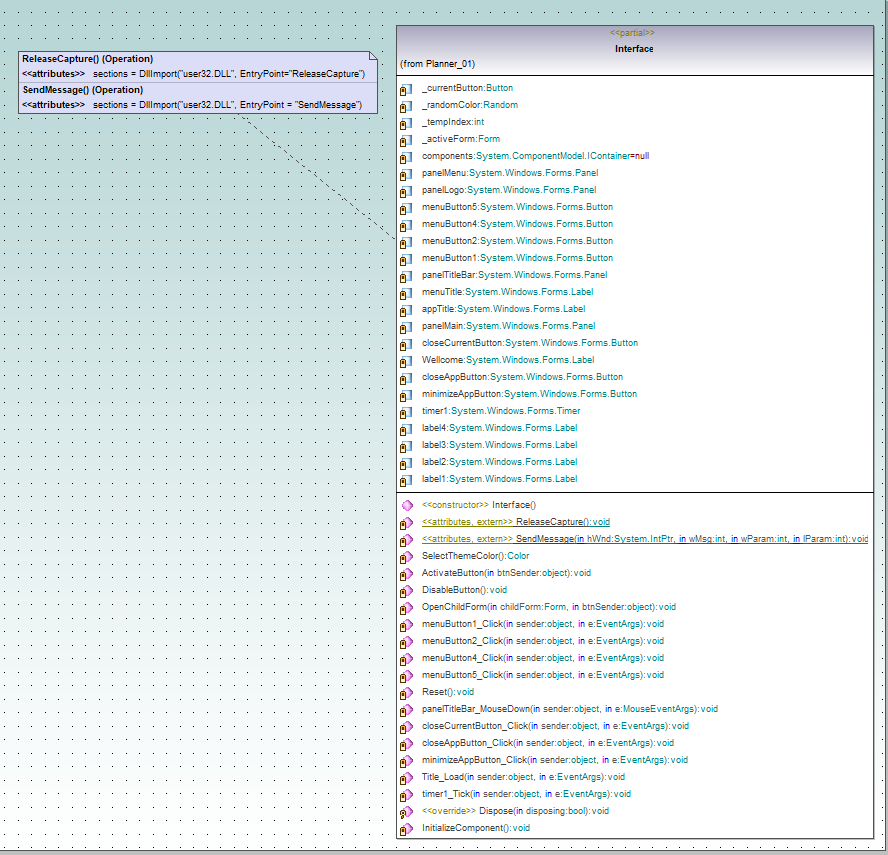 ReleaseCapture() (Operation)
<<attributes>> sections = DllImport("user32.DLL", EntryPoint="ReleaseCapture")
SendMessage() (Operation)
<<attributes>> sections = DllImport("user32.DLL", EntryPoint = "SendMessage")
<<partial>>
Interface
(from Planner_01)
_currentButton:Button
_randomColor:Random
_tempIndex:int
_activeForm:Form
components:System.ComponentModel.IContainer=null
panelMenu:System.Windows.Forms.Panel
panelLogo:System.Windows.Forms.Panel
menuButton5:System.Windows.Forms.Button
menuButton4:System.Windows.Forms.Button
menuButton2:System.Windows.Forms.Button
menuButton1:System.Windows.Forms.Button
panelTitleBar:System.Windows.Forms.Panel
menuTitle:System.Windows.Forms.Label
appTitle:System.Windows.Forms.Label
panelMain:System.Windows.Forms.Panel
closeCurrentButton:System.Windows.Forms.Button
Wellcome:System.Windows.Forms.Label
closeAppButton:System.Windows.Forms.Button
minimizeAppButton:System.Windows.Forms.Button
timer1:System.Windows.Forms.Timer
label4:System.Windows.Forms.Label
label3:System.Windows.Forms.Label
label2:System.Windows.Forms.Label
label1:System.Windows.Forms.Label
<<constructor>> Interface()
<<attributes, extern>> ReleaseCapture():void
<<attributes, extern>> SendMessage(in hWnd:System.IntPtr, in wMsg:int, in wParam:int, in lParam:int):void
SelectThemeColor():Color
ActivateButton(in btnSender:object):void
DisableButton():void
OpenChildForm(in childForm:Form, in btnSender:object):void
menuButton1_Click(in sender:object, in e:EventArgs):void
menuButton2_Click(in sender:object, in e:EventArgs):void
menuButton4_Click(in sender:object, in e:EventArgs):void
menuButton5_Click(in sender:object, in e:EventArgs):void
Reset():void
panelTitleBar_MouseDown(in sender:object, in e:MouseEventArgs):void
closeCurrentButton_Click(in sender:object, in e:EventArgs):void
closeAppButton_Click(in sender:object, in e:EventArgs):void
minimizeAppButton_Click(in sender:object, in e:EventArgs):void
Title_Load(in sender:object, in e:EventArgs):void
timer1_Tick(in sender:object, in e:EventArgs):void
<<override>> Dispose(in disposing:bool):void
InitializeComponent():void